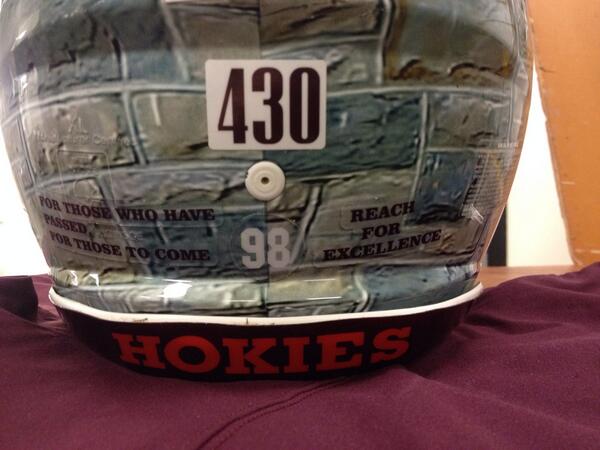 430
FOR THOSE WHO HAVE
PASSED
FOR THOSE TO COME
98
REACH
FOR
EXCELLENCE
HOKIES